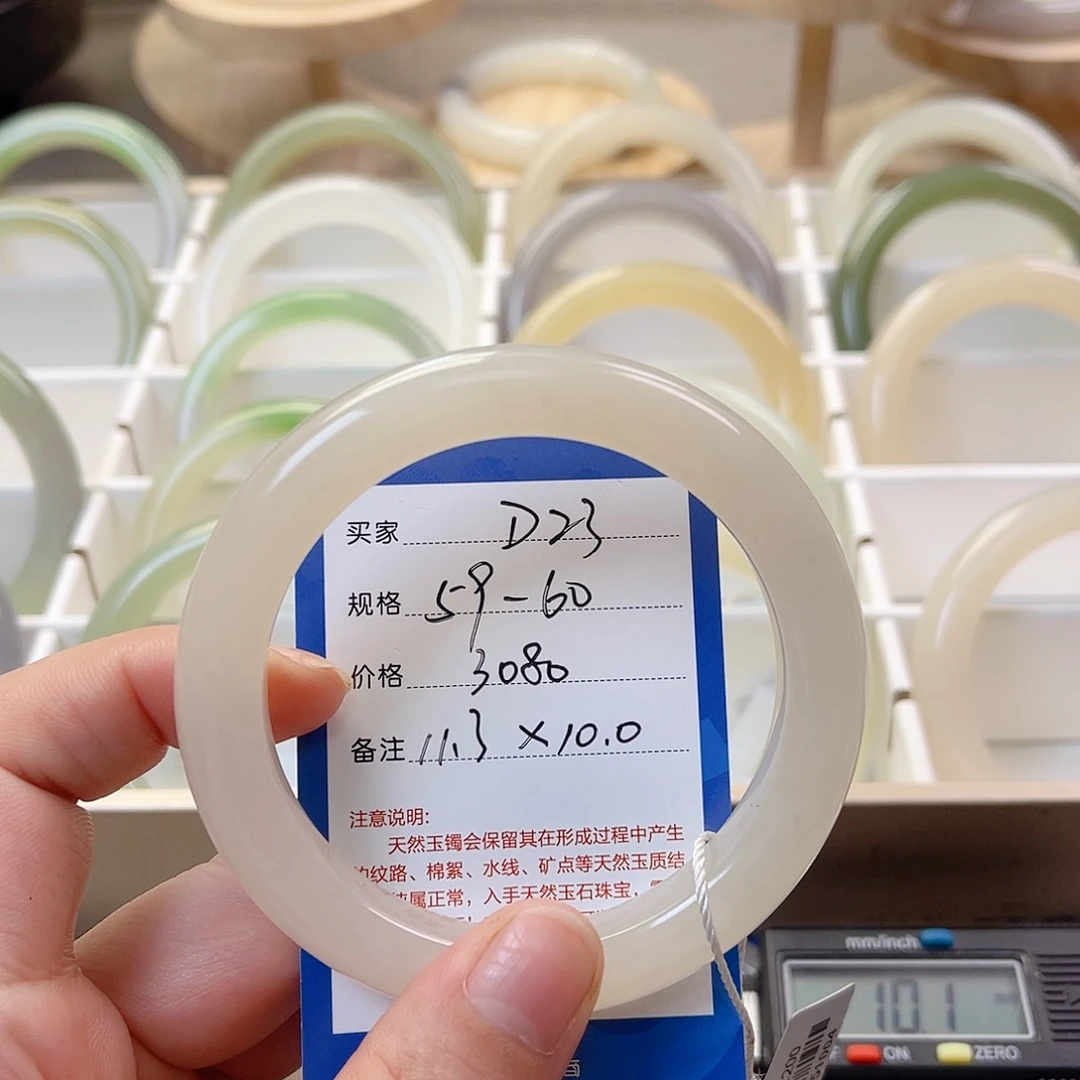 买家 D23
规格 59-60
价格 3080
备注 11.3 × 10.0
注意说明:
天然玉镯会保留其在形成过程中产生
纹路、棉絮、水线、矿点等天然玉质结
属正常，入手天然玉石珠宝，
mm/inch
10.1
ON
ZERO